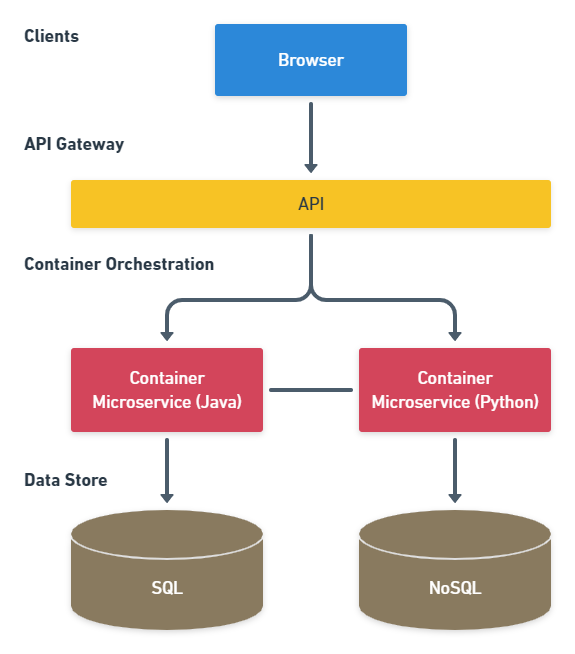 Clients
Browser
API Gateway
API
Container Orchestration
Container
Microservice (Java)
Container
Microservice (Python)
Data Store
SQL
NoSQL